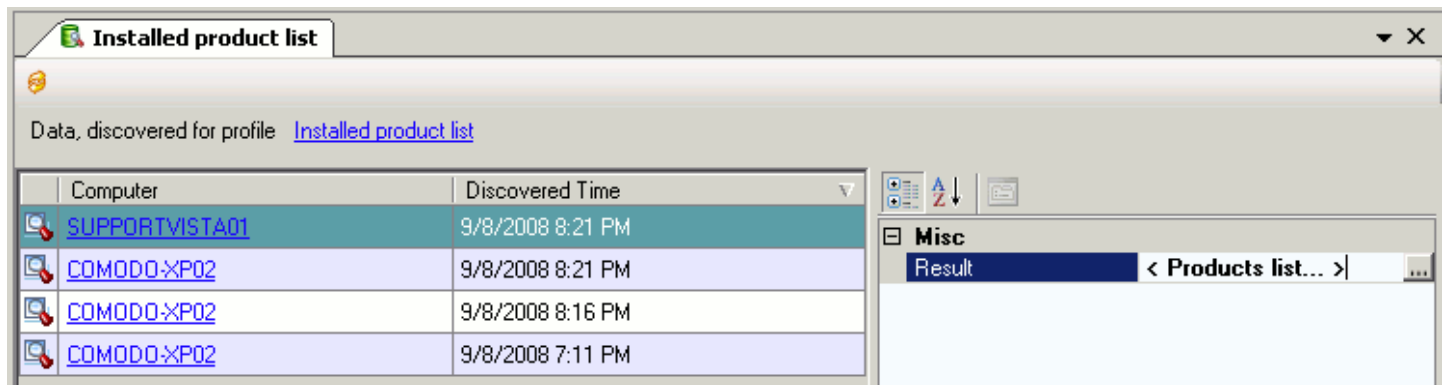 Installed product list
Data, discovered for profile Installed product list
Computer Discovered Time
SUPPORTVISTA01 9/8/2008 8:21 PM
COMODO-XP02 9/8/2008 8:21 PM
COMODO-XP02 9/8/2008 8:16 PM
COMODO-XP02 9/8/2008 7:11 PM
A Z
Misc
Result < Products list... > ...